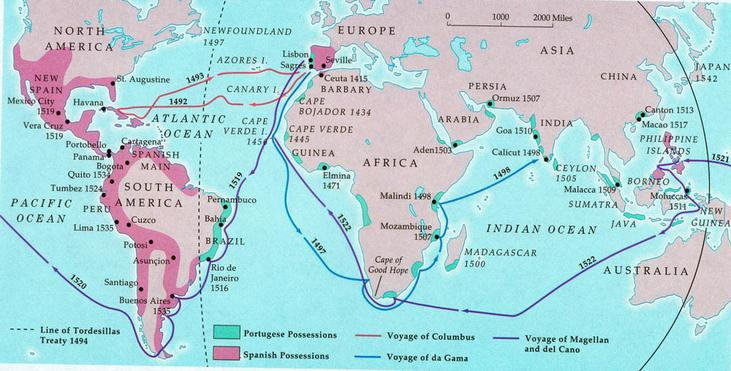 NORTH
AMERICA
NEWFOUNDLAND
1497
EUROPE
0 1000 2000 Miles
ASIA
AZORES I.
Lisbon
Sagres
Seville
1493
CANARY I.
Ceuta 1415
BARBARY
PERSIA
Ormuz 1507
CHINA
JAPAN
1542
NEW
SPAIN
St. Augustine
Mexico City
1519
Havana
1492
CAPE
BOJADOR 1434
ARABIA
INDIA
Goa 1510
Canton 1513
Macao 1517
Vera Cruz
1519
ATLANTIC
OCEAN
CAPE
VERDE I.
1456
CAPE VERDE
1445
Aden1503
Calicut 1498
PHILIPPINE
ISLANDS
1521
Portobello
Panama
Cartagena
SPANISH
MAIN
Bogota
GUINEA
AFRICA
CEYLON
1505
BORNEO
Quito 1534
Tumbez 1524
SOUTH
AMERICA
1519
Elmina
1471
Malindi 1498
1498
Malacca 1509
SUMATRA
Moluccas
1511
PACIFIC
OCEAN
PERU
Lima 1535
Cuzco
Pernambuco
Bahia
BRAZIL
1522
Mozambique
1507
INDIAN OCEAN
JAVA
NEW
GUINEA
Potosi
Asunçion
1497
MADAGASCAR
1500
Rio de
Janeiro
1516
Cape of
Good Hope
1522
AUSTRALIA
1520
Santiago
Buenos Aires
1535
Line of Tordesillas
Treaty 1494
Portugese Possessions
Spanish Possessions
Voyage of Columbus
Voyage of da Gama
Voyage of Magellan
and del Cano